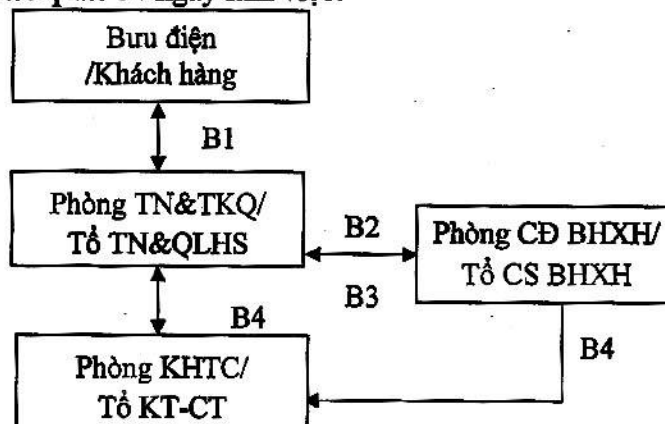 Bưu điện
/Khách hàng
B1
Phòng TN&TKQ/
Tổ TN&QLHS
B2
Phòng CĐ BHXH/
Tổ CS BHXH
B3
B4
B4
Phòng KHTC/
Tổ KT-CT